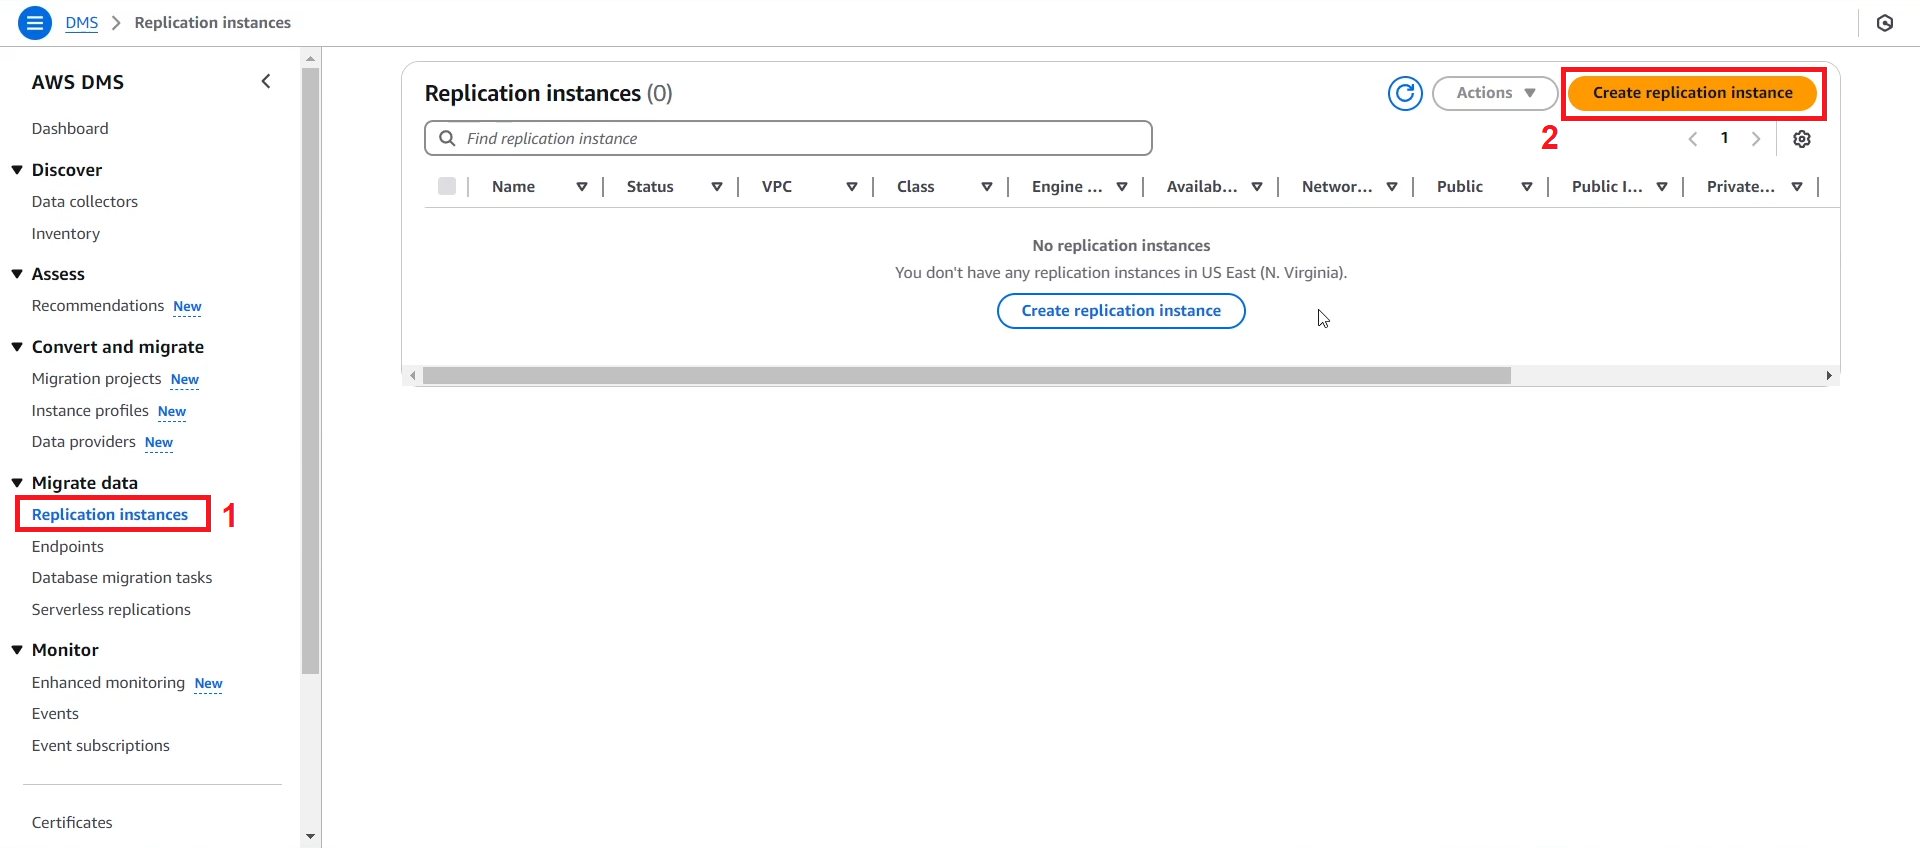 DMS > Replication instances
AWS DMS
Dashboard
Discover
Data collectors
Inventory
Assess
Recommendations New
Convert and migrate
Migration projects New
Instance profiles New
Data providers New
Migrate data
Replication instances 1
Endpoints
Database migration tasks
Serverless replications
Monitor
Enhanced monitoring New
Events
Event subscriptions
Certificates
Replication instances (0)
Actions
Create replication instance
2
Find replication instance
1
Name Status VPC Class Engine ... Availab... Networ... Public Public I... Private...
No replication instances
You don't have any replication instances in US East (N. Virginia).
Create replication instance